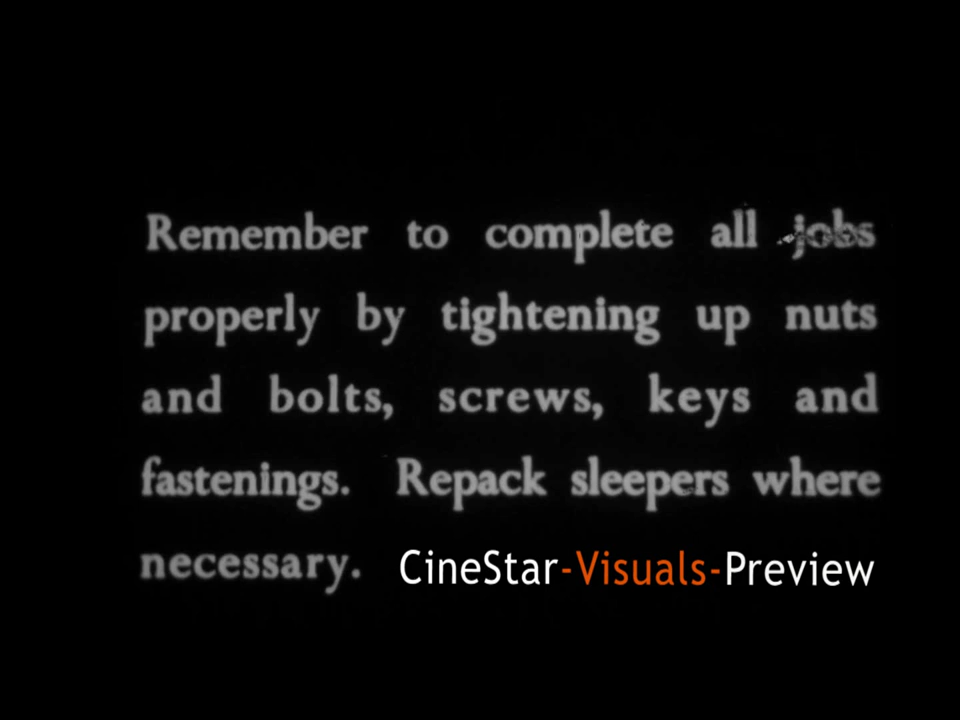 Remember to complete all jobs
properly by tightening up nuts
and bolts, screws, keys and
fastenings. Repack sleepers where
necessary. CineStar-Visuals-Preview